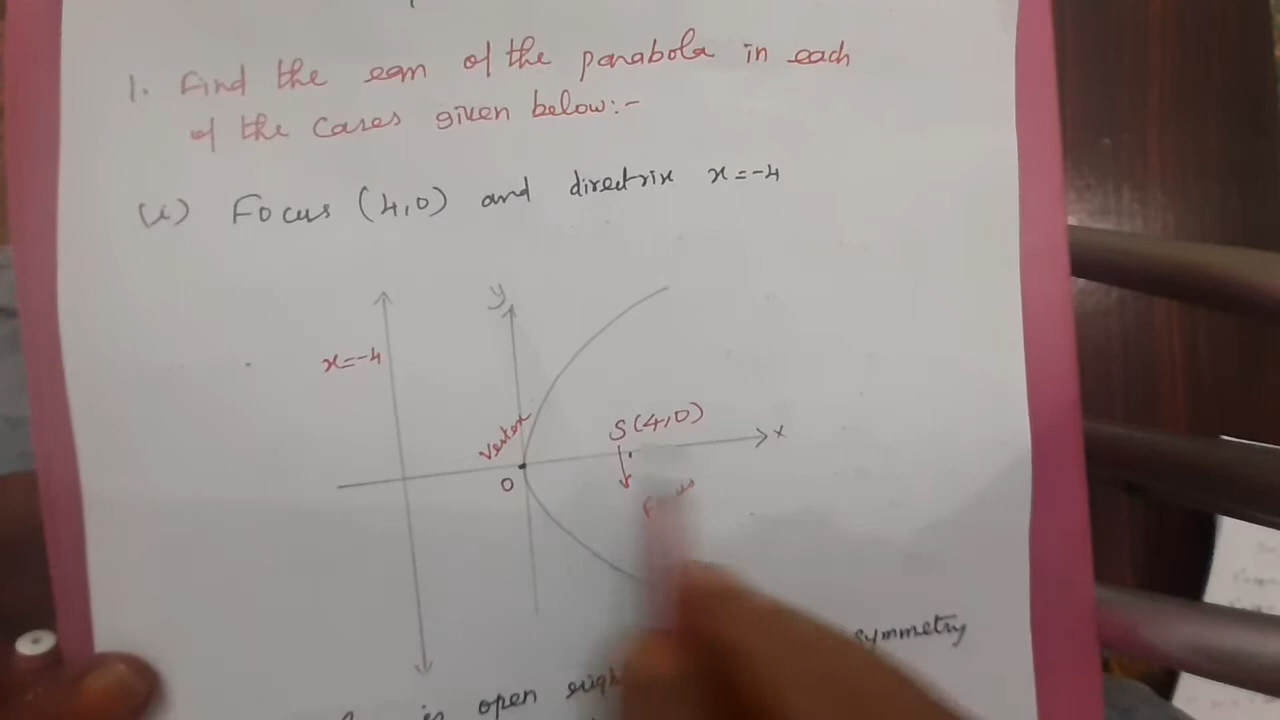 1. Find the eqn of the parabola in each
of the cases given below:-
(i) Focus (4,0) and directrix x=-4
y
x=-4
Vertex
S(4,0)
x
O
symmetry
is open